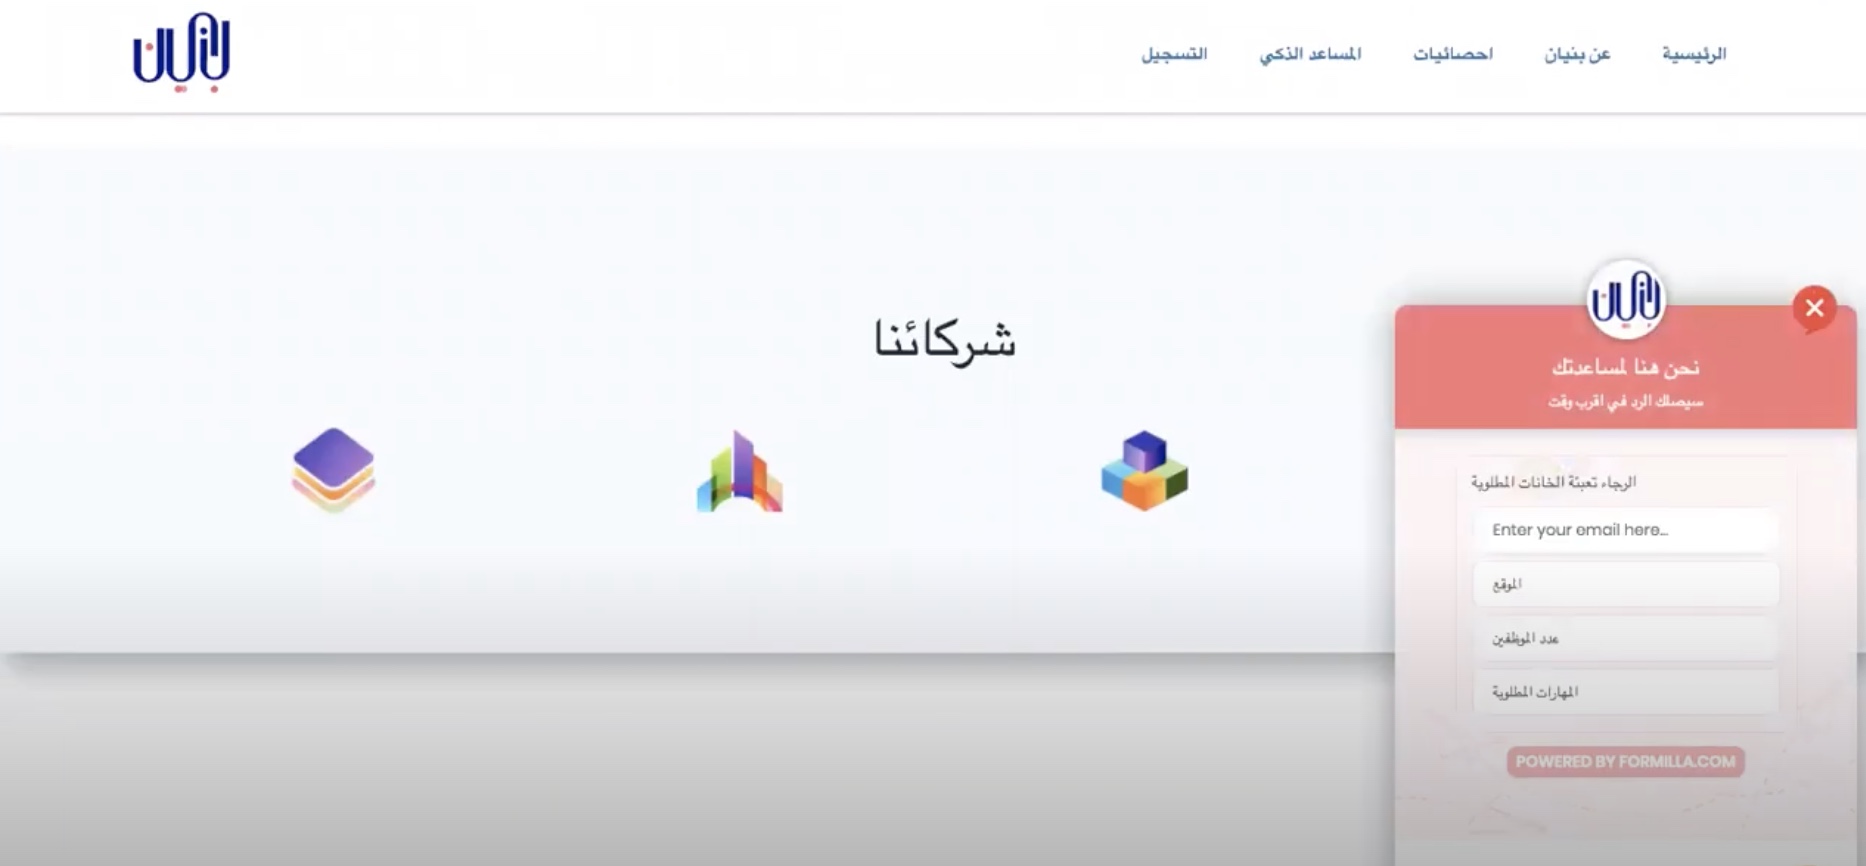 بنيان
الرئيسية
عن بنيان
احصائيات
المساعد الذكي
التسجيل
شركائنا
بنيان
نحن هنا لمساعدتك
سيصلك الرد في اقرب وقت
الرجاء تعبئة الخانات المطلوبة
Enter your email here...
الموقع
عدد الموظفين
المهارات المطلوبة
POWERED BY FORMILLA.COM